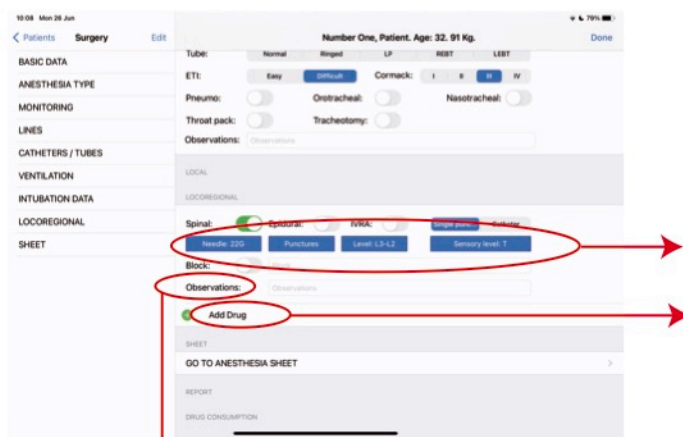 10:08 Mon 26 Jun
79%
Patients Surgery Edit
Number One, Patient. Age: 32. 91 Kg. Done
BASIC DATA
ANESTHESIA TYPE
MONITORING
LINES
CATHETERS / TUBES
VENTILATION
INTUBATION DATA
LOCOREGIONAL
SHEET
Tube: Normal Ringed LP REBT LEBT
ETI: Easy Difficult Cormack: I II III IV
Pneumo: Orotracheal: Nasotracheal:
Throat pack: Tracheotomy:
Observations: Observations
LOCAL
LOCOREGIONAL
Spinal: Epidural: IVRA: Catheter
Needle: 22G Punctures Level: L3-L2 Sensory level: T
Block: Block
Observations: Observations
Add Drug
SHEET
GO TO ANESTHESIA SHEET
REPORT
DRUG CONSUMPTION